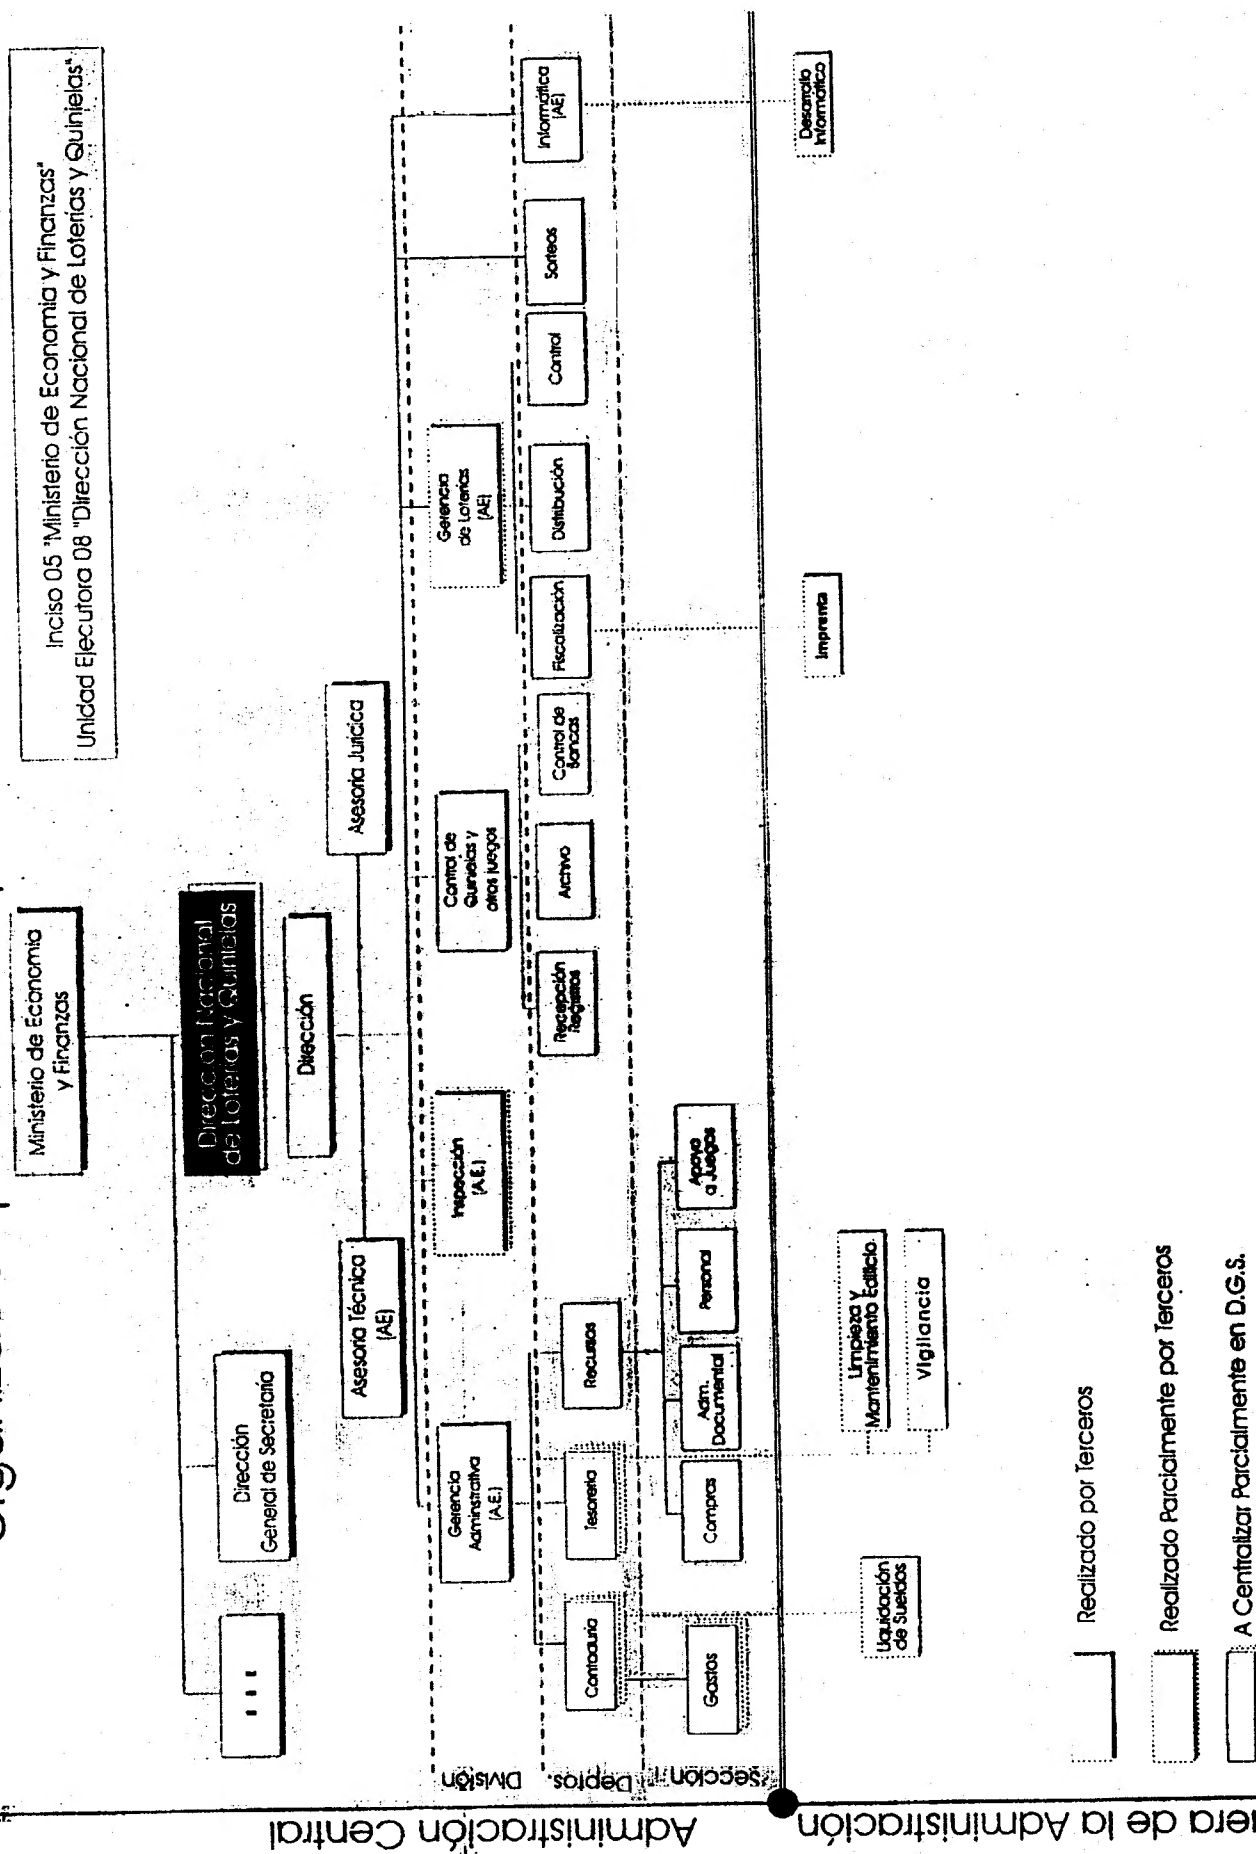 Inciso 05 "Ministerio de Economía y Finanzas"
Unidad Ejecutora 08 "Dirección Nacional de Loterías y Quinielas"
Ministerio de Economía
y Finanzas
Dirección Nacional
de Loterías y Quinielas
Dirección
General de Secretaría
Dirección
Asesoría Técnica
(AE)
Asesoría Jurídica
Administración Central
División
Gerencia
Administrativa
(A.E.)
Inspección
(A.E.)
Control de
Quinielas y
otros juegos
Gerencia
de Loterías
(AE)
Deptos.
Contaduría
Tesorería
Recursos
Recepción
Registros
Archivo
Control de
Bancas
Fiscalización
Distribución
Control
Sorteos
Informática
(AE)
Sección
Gastos
Compras
Adm.
Documental
Personal
Apoyo
a Juegos
de la Administración
Liquidación
de Sueldos
Limpieza y
Mantenimiento Edificio
Vigilancia
Imprenta
Desarrollo
Informático
Realizado por Terceros
Realizado Parcialmente por Terceros
A Centralizar Parcialmente en D.G.S.